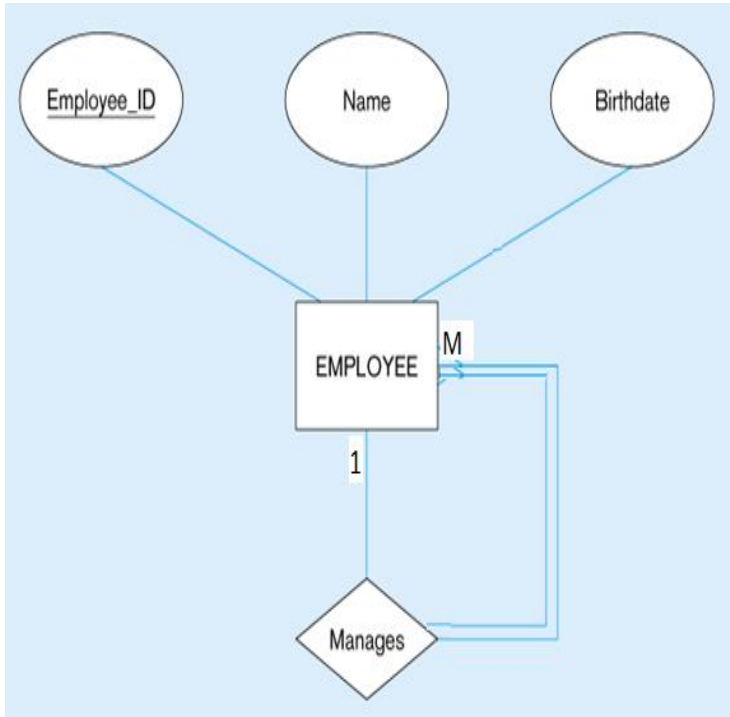 Employee_ID
Name
Birthdate
EMPLOYEE
M
1
Manages